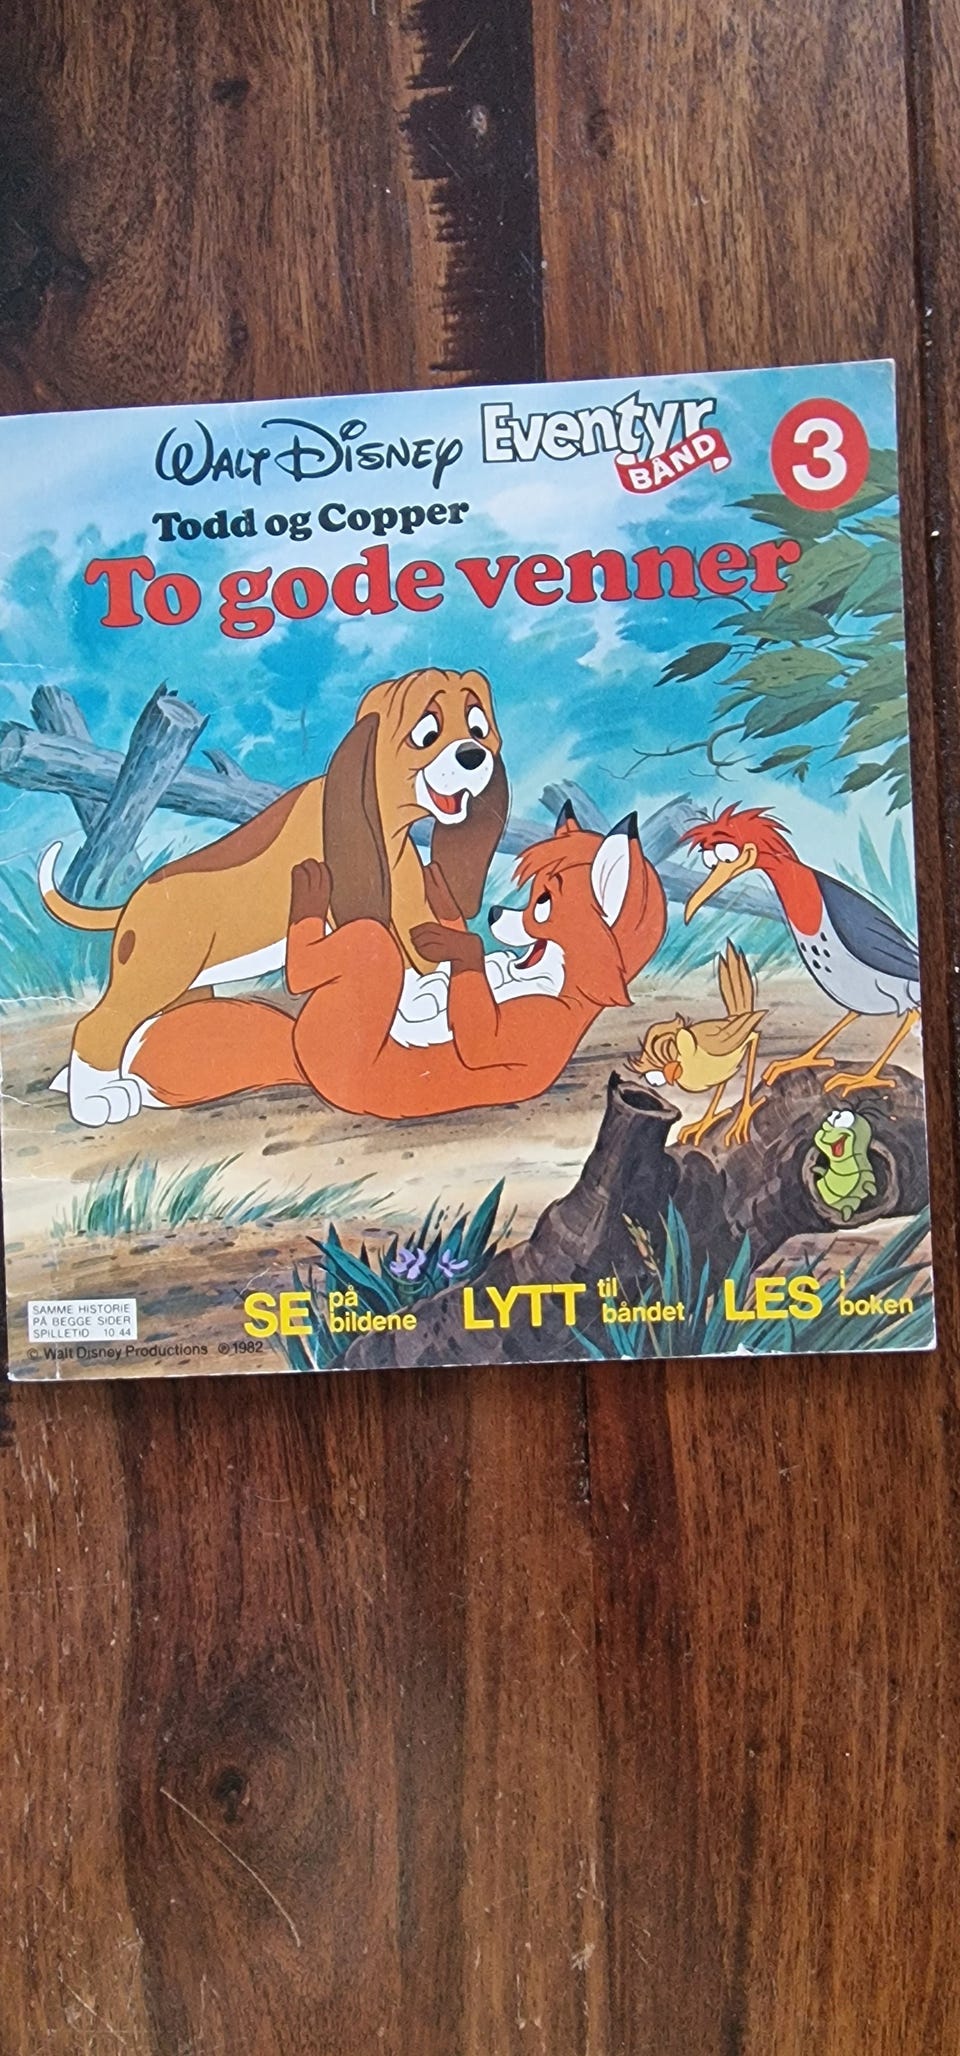 WALT DISNEY Eventyr BÅND 3
Todd og Copper
To gode venner
SAMME HISTORIE
PÅ BEGGE SIDER
SPILLETID 10 44
SE på bildene LYTT til båndet LES i boken
© Walt Disney Productions ℗ 1982